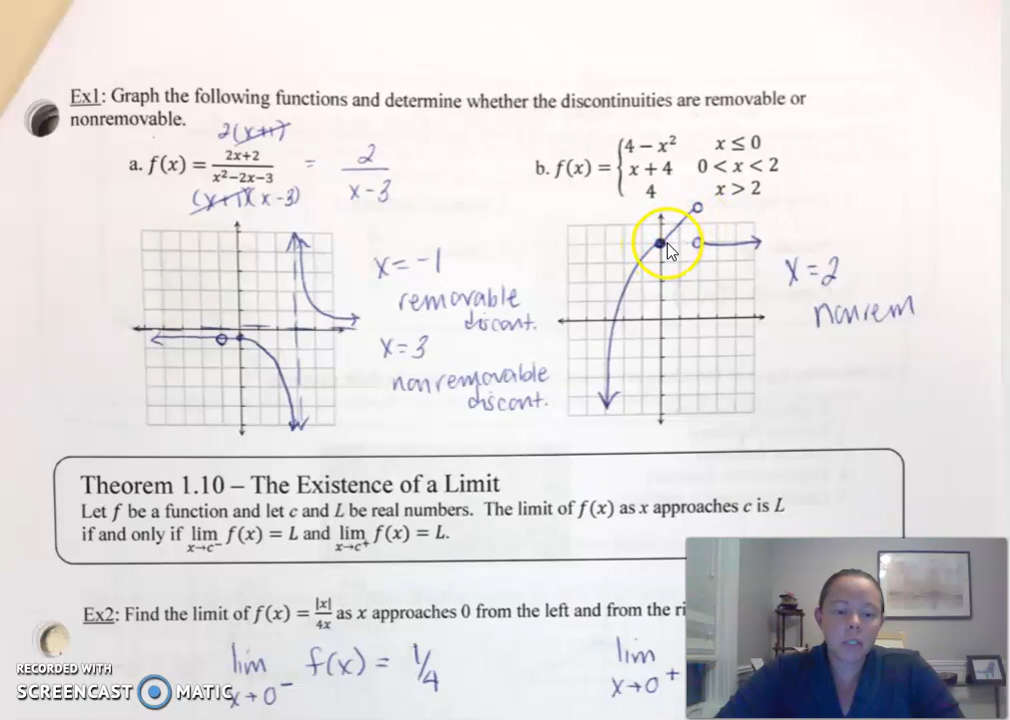 Ex1: Graph the following functions and determine whether the discontinuities are removable or
nonremovable.
2(x+1)
a. f(x) = 2x+2 / x²−2x−3 = 2 / x-3
(x+1)(x-3)
b. f(x) = { 4 − x² x ≤ 0
x + 4 0 < x < 2
4 x > 2
x = -1
removable
discont.
x = 3
nonremovable
discont.
x = 2
nonrem
Theorem 1.10 – The Existence of a Limit
Let f be a function and let c and L be real numbers. The limit of f(x) as x approaches c is L
if and only if lim x→c⁻ f(x) = L and lim x→c⁺ f(x) = L.
Ex2: Find the limit of f(x) = |x|/4x as x approaches 0 from the left and from the ri
lim x→0⁻ f(x) = 1/4
lim x→0⁺
RECORDED WITH
SCREENCAST MATIC